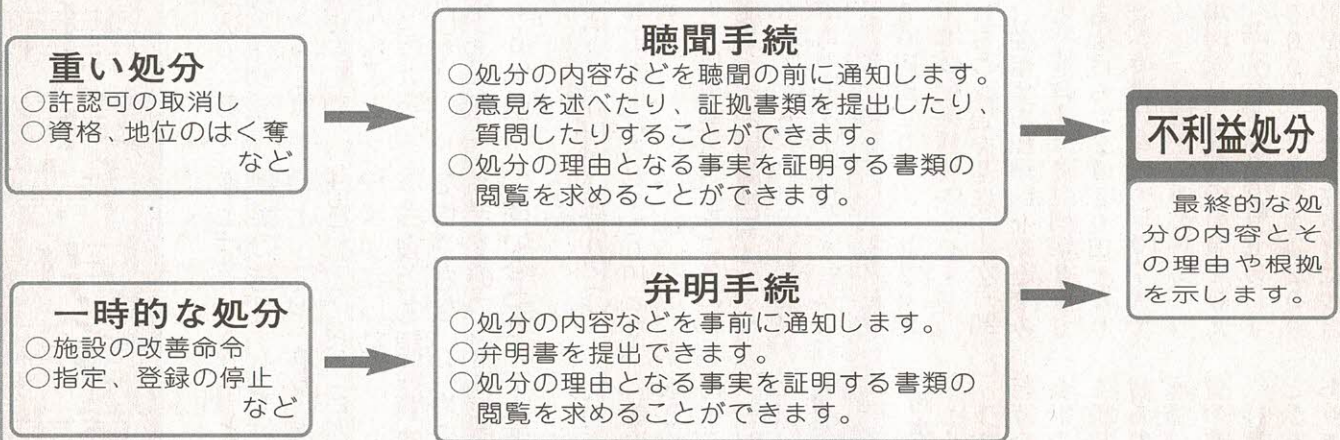 重い処分
○許認可の取消し
○資格、地位のはく奪
など
聴聞手続
○処分の内容などを聴聞の前に通知します。
○意見を述べたり、証拠書類を提出したり、
質問したりすることができます。
○処分の理由となる事実を証明する書類の
閲覧を求めることができます。
一時的な処分
○施設の改善命令
○指定、登録の停止
など
弁明手続
○処分の内容などを事前に通知します。
○弁明書を提出できます。
○処分の理由となる事実を証明する書類の
閲覧を求めることができます。
不利益処分
最終的な処
分の内容とそ
の理由や根拠
を示します。